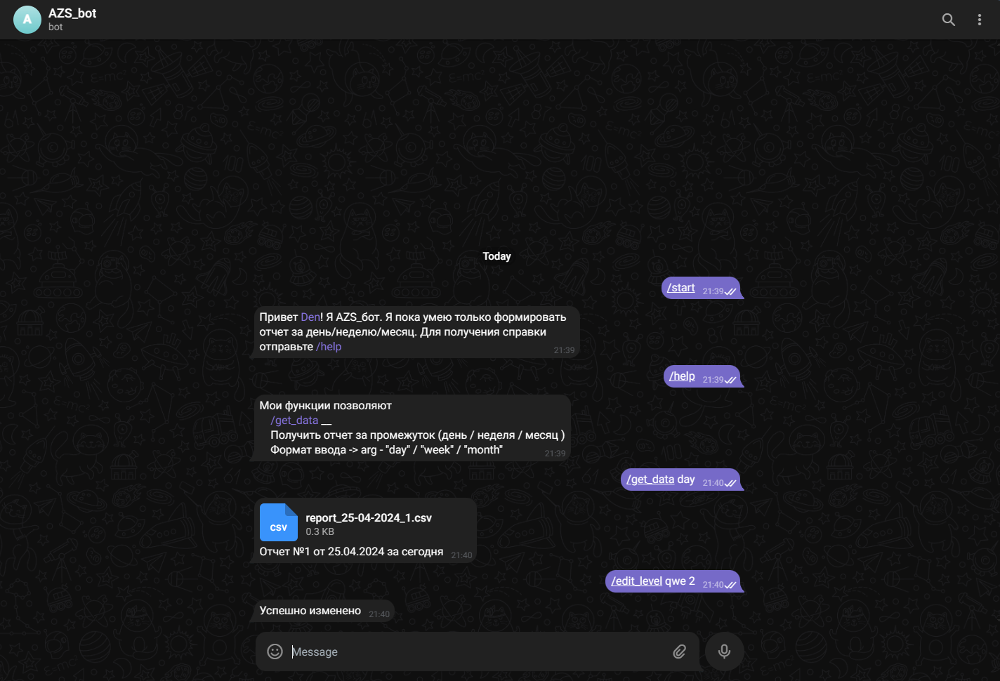 A
AZS_bot
bot
Today
/start 21:39
Привет Den! Я AZS_бот. Я пока умею только формировать
отчет за день/неделю/месяц. Для получения справки
отправьте /help 21:39
/help 21:39
Мои функции позволяют
/get_data __
Получить отчет за промежуток (день / неделя / месяц )
Формат ввода -> arg - "day" / "week" / "month" 21:39
/get_data day 21:40
csv
report_25-04-2024_1.csv
0.3 KB
Отчет №1 от 25.04.2024 за сегодня 21:40
/edit_level qwe 2 21:40
Успешно изменено 21:40
Message